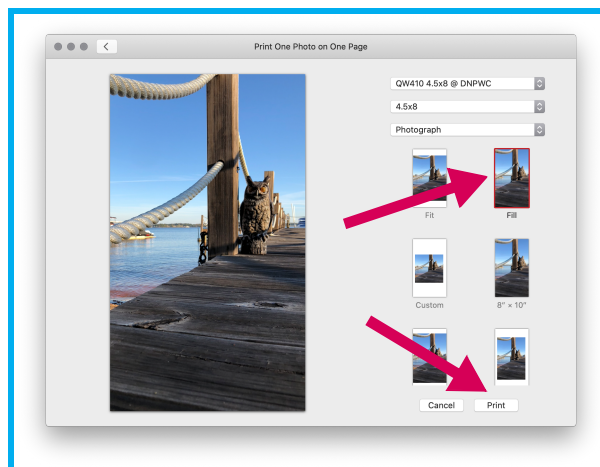 Print One Photo on One Page
QW410 4.5x8 @ DNPWC
4.5x8
Photograph
Fit
Fill
Custom
8" × 10"
Cancel
Print